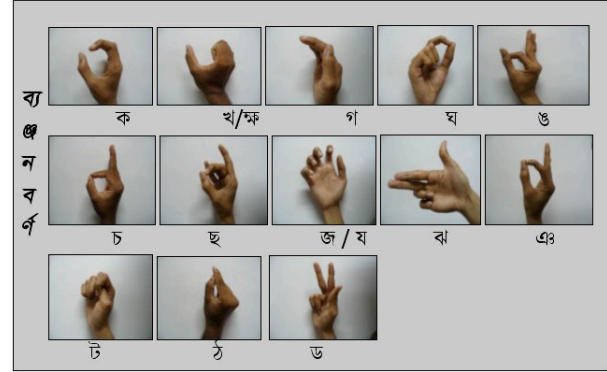 ব্যঞ্জনবর্ণ
ক খ/ক্ষ গ ঘ ঙ
চ ছ জ / য ঝ ঞ
ট ঠ ড